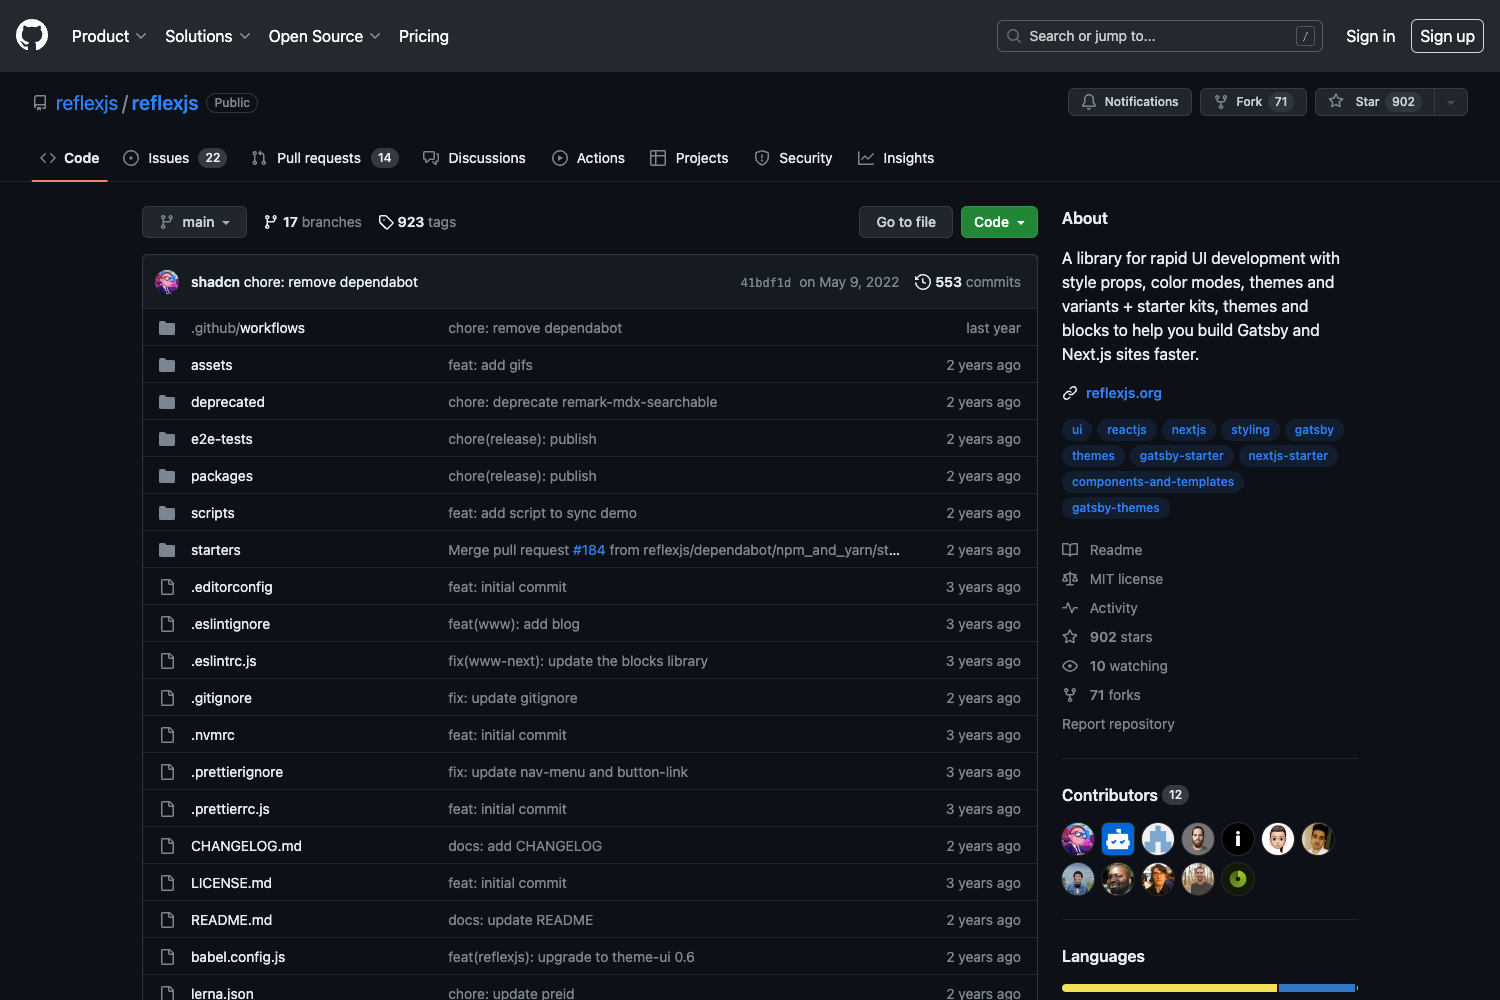 Product Solutions Open Source Pricing Search or jump to... / Sign in Sign up
reflexjs / reflexjs Public Notifications Fork 71 Star 902
Code Issues 22 Pull requests 14 Discussions Actions Projects Security Insights
main 17 branches 923 tags Go to file Code
shadcn chore: remove dependabot 41bdf1d on May 9, 2022 553 commits
.github/workflows chore: remove dependabot last year
assets feat: add gifs 2 years ago
deprecated chore: deprecate remark-mdx-searchable 2 years ago
e2e-tests chore(release): publish 2 years ago
packages chore(release): publish 2 years ago
scripts feat: add script to sync demo 2 years ago
starters Merge pull request #184 from reflexjs/dependabot/npm_and_yarn/st... 2 years ago
.editorconfig feat: initial commit 3 years ago
.eslintignore feat(www): add blog 3 years ago
.eslintrc.js fix(www-next): update the blocks library 3 years ago
.gitignore fix: update gitignore 2 years ago
.nvmrc feat: initial commit 3 years ago
.prettierignore fix: update nav-menu and button-link 3 years ago
.prettierrc.js feat: initial commit 3 years ago
CHANGELOG.md docs: add CHANGELOG 2 years ago
LICENSE.md feat: initial commit 3 years ago
README.md docs: update README 2 years ago
babel.config.js feat(reflexjs): upgrade to theme-ui 0.6 2 years ago
lerna.json chore: update preid 2 years ago
About
A library for rapid UI development with
style props, color modes, themes and
variants + starter kits, themes and
blocks to help you build Gatsby and
Next.js sites faster.
reflexjs.org
ui reactjs nextjs styling gatsby
themes gatsby-starter nextjs-starter
components-and-templates
gatsby-themes
Readme
MIT license
Activity
902 stars
10 watching
71 forks
Report repository
Contributors 12
i
Languages